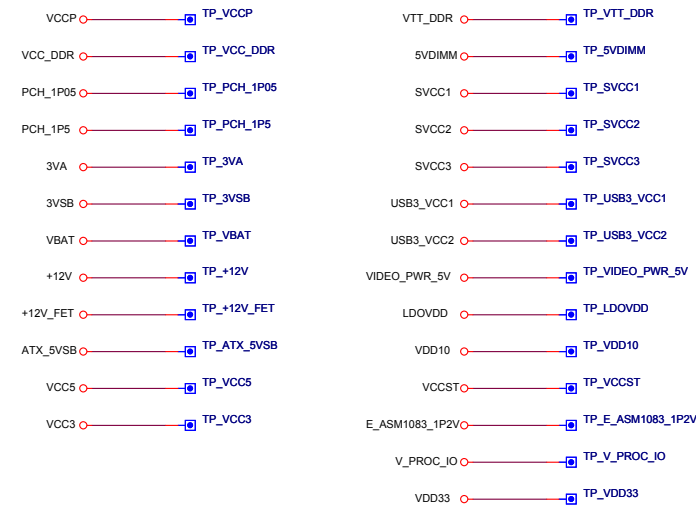 VCCP TP_VCCP
VCC_DDR TP_VCC_DDR
PCH_1P05 TP_PCH_1P05
PCH_1P5 TP_PCH_1P5
3VA TP_3VA
3VSB TP_3VSB
VBAT TP_VBAT
+12V TP_+12V
+12V_FET TP_+12V_FET
ATX_5VSB TP_ATX_5VSB
VCC5 TP_VCC5
VCC3 TP_VCC3
VTT_DDR TP_VTT_DDR
5VDIMM TP_5VDIMM
SVCC1 TP_SVCC1
SVCC2 TP_SVCC2
SVCC3 TP_SVCC3
USB3_VCC1 TP_USB3_VCC1
USB3_VCC2 TP_USB3_VCC2
VIDEO_PWR_5V TP_VIDEO_PWR_5V
LDOVDD TP_LDOVDD
VDD10 TP_VDD10
VCCST TP_VCCST
E_ASM1083_1P2V TP_E_ASM1083_1P2V
V_PROC_IO TP_V_PROC_IO
VDD33 TP_VDD33